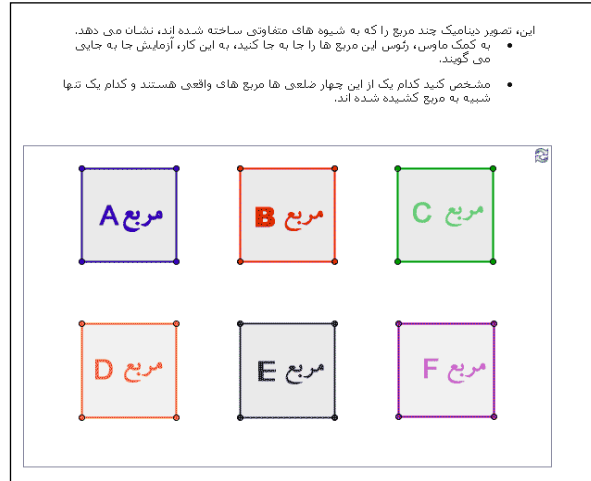 این، تصویر دینامیک چند مربع را که به شیوه های متفاوتی ساخته شده اند، نشان می دهد.
• به کمک ماوس، رئوس این مربع ها را جا به جا کنید، به این کار، آزمایش جا به جایی
می گویند.
• مشخص کنید کدام یک از این چهار ضلعی ها مربع های واقعی هستند و کدام یک تنها
شبیه به مربع کشیده شده اند.
مربع A
مربع B
مربع C
مربع D
مربع E
مربع F